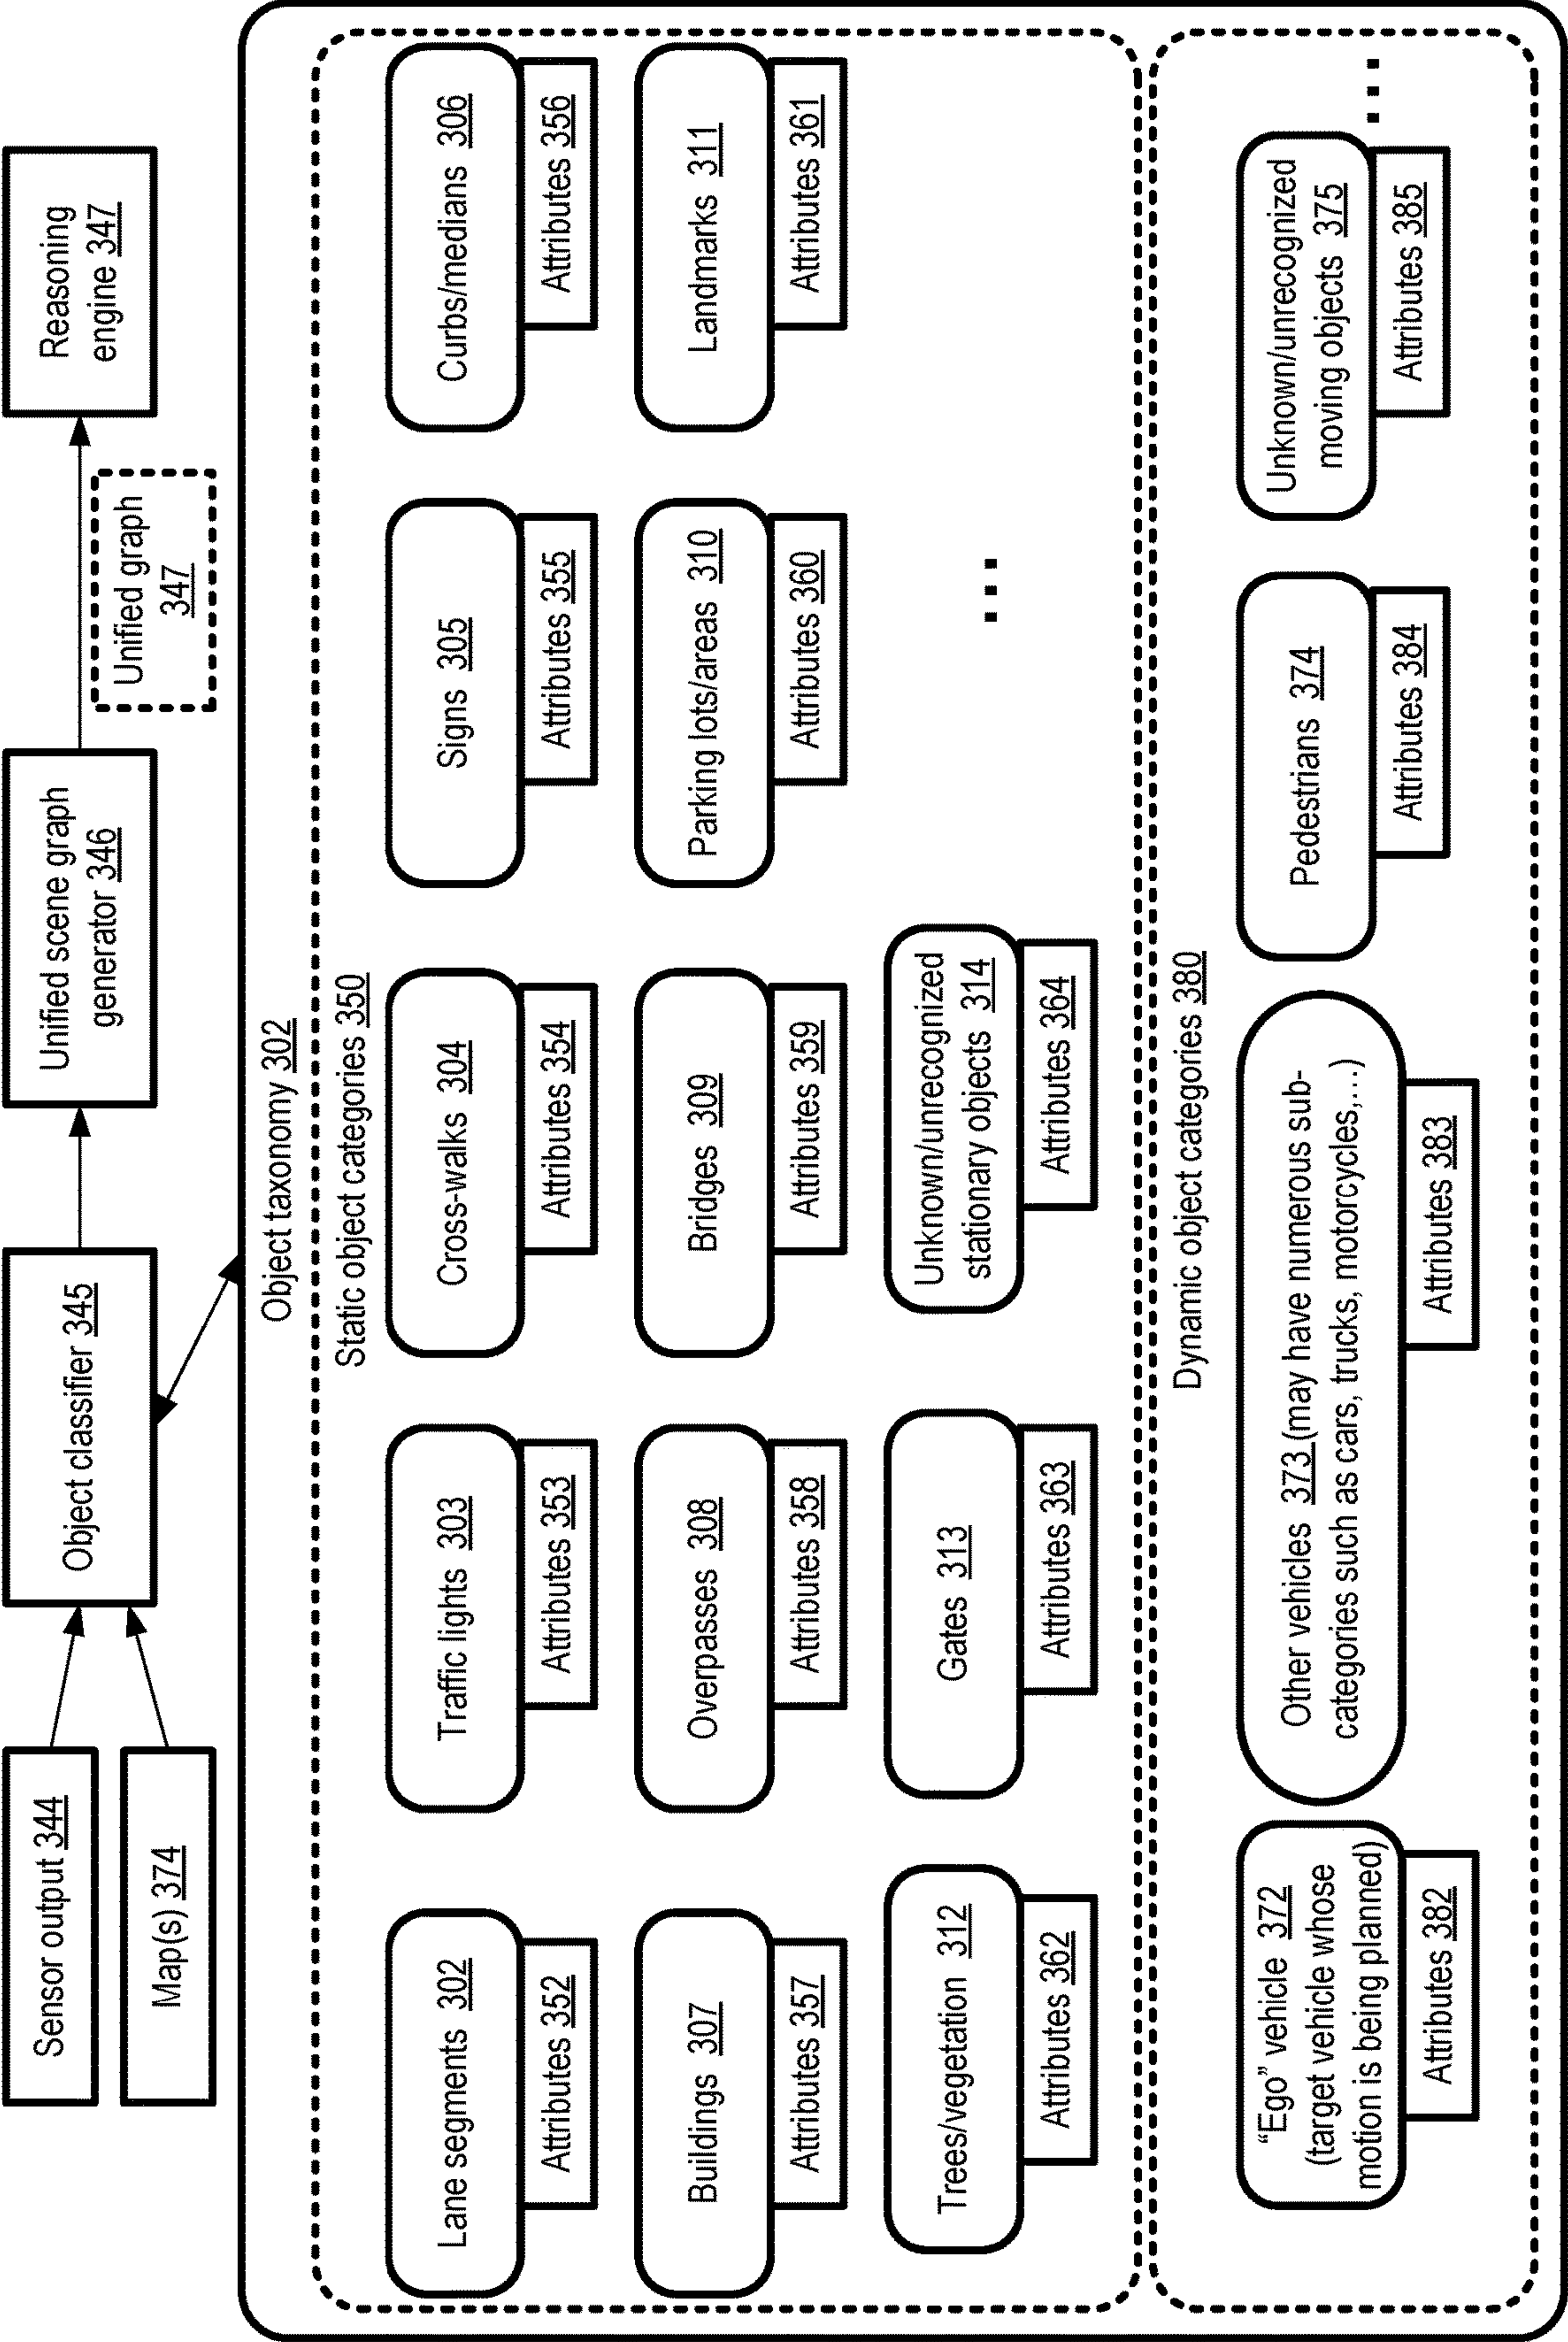 Sensor output 344
Map(s) 374
Object classifier 345
Unified scene graph
generator 346
Unified graph
347
Reasoning
engine 347
Object taxonomy 302
Static object categories 350
Lane segments 302
Attributes 352
Traffic lights 303
Attributes 353
Cross-walks 304
Attributes 354
Signs 305
Attributes 355
Curbs/medians 306
Attributes 356
Buildings 307
Attributes 357
Overpasses 308
Attributes 358
Bridges 309
Attributes 359
Parking lots/areas 310
Attributes 360
Landmarks 311
Attributes 361
Trees/vegetation 312
Attributes 362
Gates 313
Attributes 363
Unknown/unrecognized
stationary objects 314
Attributes 364
...
Dynamic object categories 380
“Ego” vehicle 372
(target vehicle whose
motion is being planned)
Attributes 382
Other vehicles 373 (may have numerous sub-
categories such as cars, trucks, motorcycles,…)
Attributes 383
Pedestrians 374
Attributes 384
Unknown/unrecognized
moving objects 375
Attributes 385
...